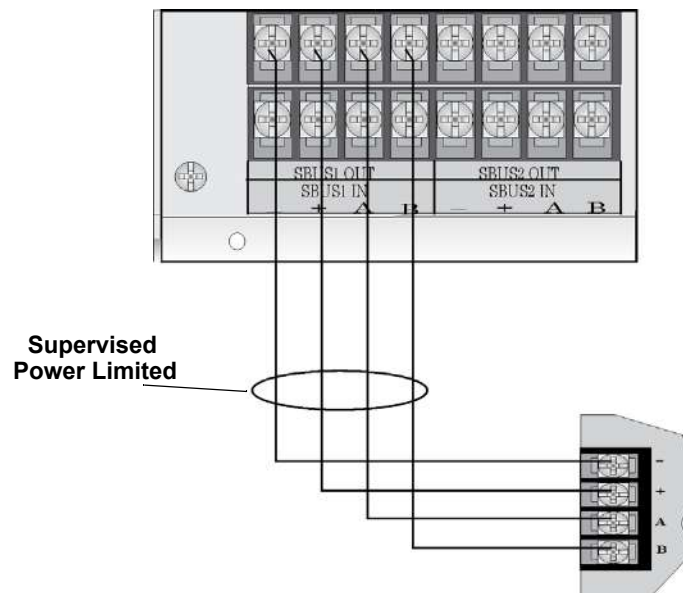 SBUS1 OUT SBUS2 OUT
SBUS1 IN SBUS2 IN
– + A B – + A B
Supervised
Power Limited
–
+
A
B